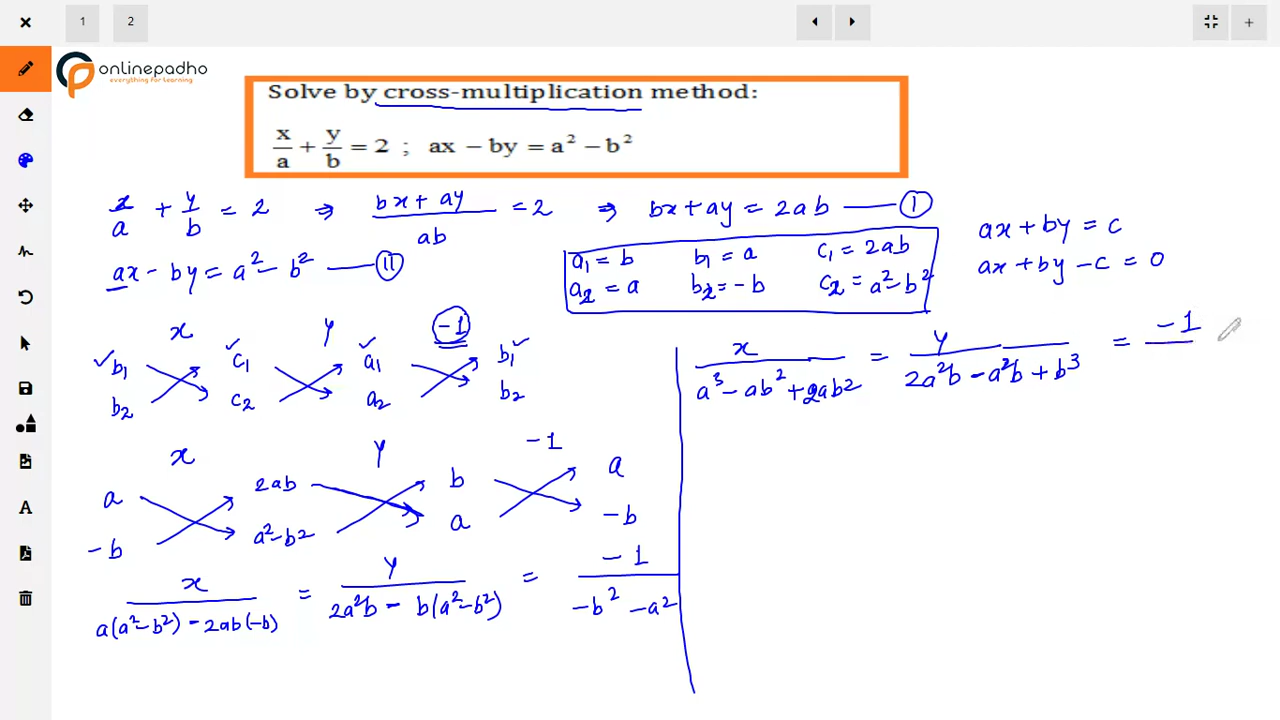 1 2
onlinepadho
everything for learning
Solve by cross-multiplication method:
x/a + y/b = 2 ; ax − by = a² − b²
x/a + y/b = 2 ⇒ (bx + ay)/ab = 2 ⇒ bx + ay = 2ab —— Ⓘ
ax − by = a² − b² —— Ⓘⓘ
a₁ = b b₁ = a c₁ = 2ab
a₂ = a b₂ = −b c₂ = a² − b²
ax + by = c
ax + by − c = 0
x y −1
b₁ c₁ a₁ b₁
b₂ c₂ a₂ b₂
x y −1
a 2ab b a
−b a²−b² a −b
x/(a(a²−b²) − 2ab(−b)) = y/(2a²b − b(a²−b²)) = −1/(−b² − a²)
x/(a³ − ab² + 2ab²) = y/(2a²b − a²b + b³) = −1/
A